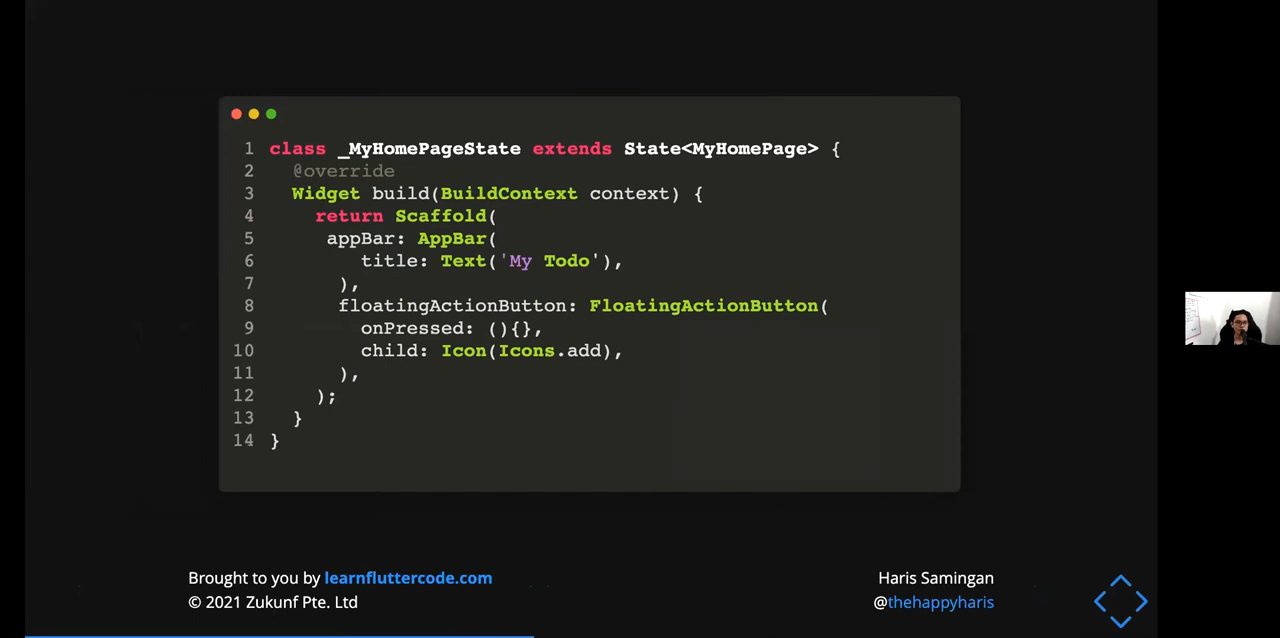 1 class _MyHomePageState extends State<MyHomePage> {
2 @override
3 Widget build(BuildContext context) {
4 return Scaffold(
5 appBar: AppBar(
6 title: Text('My Todo'),
7 ),
8 floatingActionButton: FloatingActionButton(
9 onPressed: (){},
10 child: Icon(Icons.add),
11 ),
12 );
13 }
14 }
Brought to you by learnfluttercode.com
© 2021 Zukunf Pte. Ltd
Haris Samingan
@thehappyharis